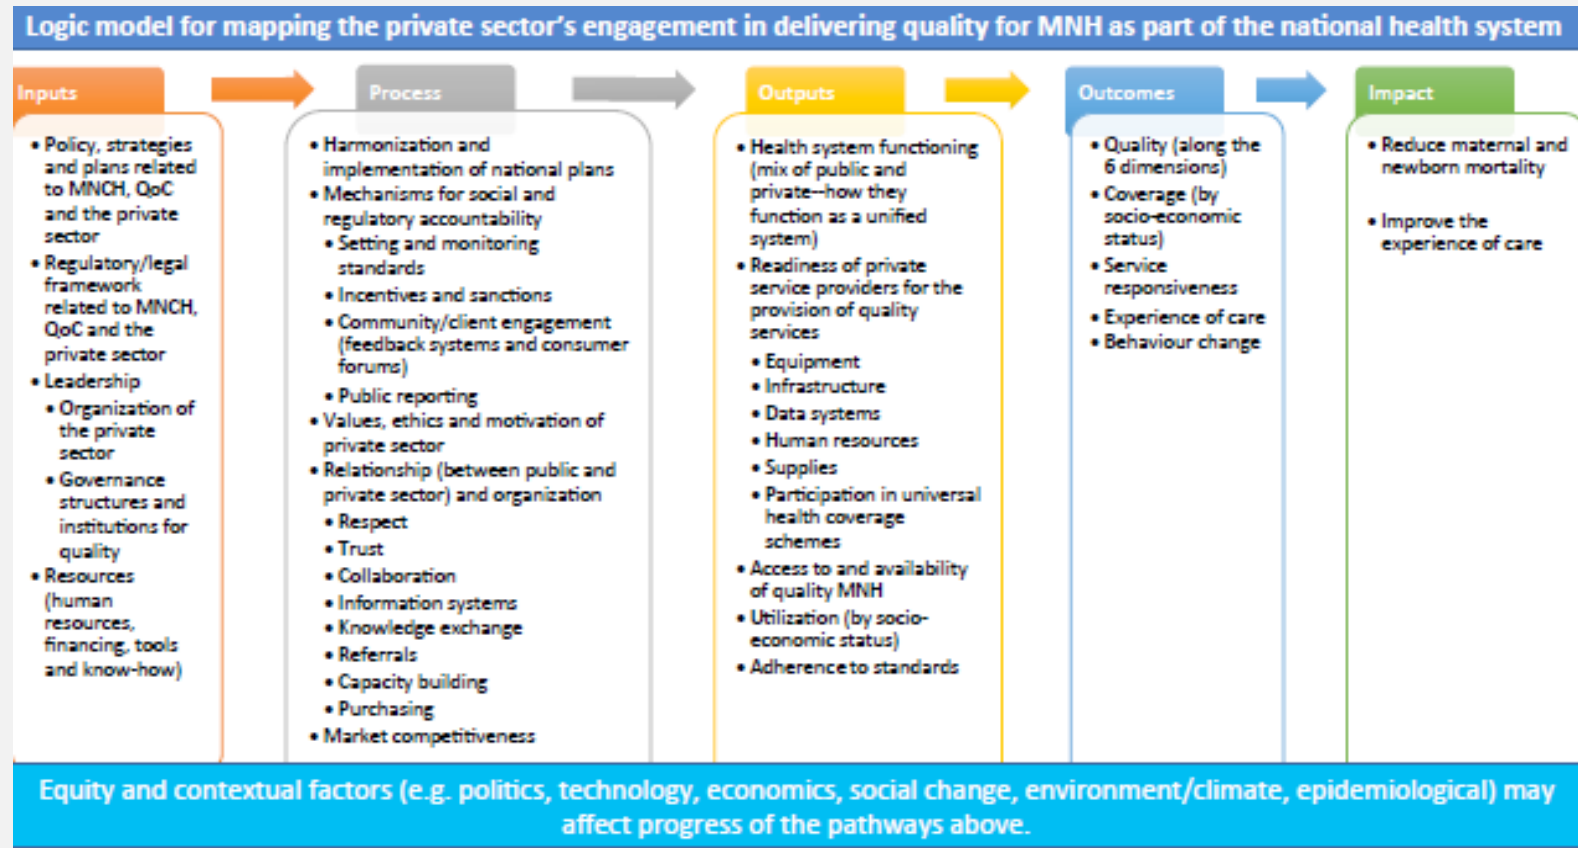 Logic model for mapping the private sector's engagement in delivering quality for MNH as part of the national health system
Inputs
• Policy, strategies
and plans related
to MNCH, QoC
and the private
sector
• Regulatory/legal
framework
related to MNCH,
QoC and the
private sector
• Leadership
• Organization of
the private
sector
• Governance
structures and
institutions for
quality
• Resources
(human
resources,
financing, tools
and know-how)
Process
• Harmonization and
implementation of national plans
• Mechanisms for social and
regulatory accountability
• Setting and monitoring
standards
• Incentives and sanctions
• Community/client engagement
(feedback systems and consumer
forums)
• Public reporting
• Values, ethics and motivation of
private sector
• Relationship (between public and
private sector) and organization
• Respect
• Trust
• Collaboration
• Information systems
• Knowledge exchange
• Referrals
• Capacity building
• Purchasing
• Market competitiveness
Outputs
• Health system functioning
(mix of public and
private--how they
function as a unified
system)
• Readiness of private
service providers for the
provision of quality
services
• Equipment
• Infrastructure
• Data systems
• Human resources
• Supplies
• Participation in universal
health coverage
schemes
• Access to and availability
of quality MNH
• Utilization (by socio-
economic status)
• Adherence to standards
Outcomes
• Quality (along the
6 dimensions)
• Coverage (by
socio-economic
status)
• Service
responsiveness
• Experience of care
• Behaviour change
Impact
• Reduce maternal and
newborn mortality
• Improve the
experience of care
Equity and contextual factors (e.g. politics, technology, economics, social change, environment/climate, epidemiological) may
affect progress of the pathways above.